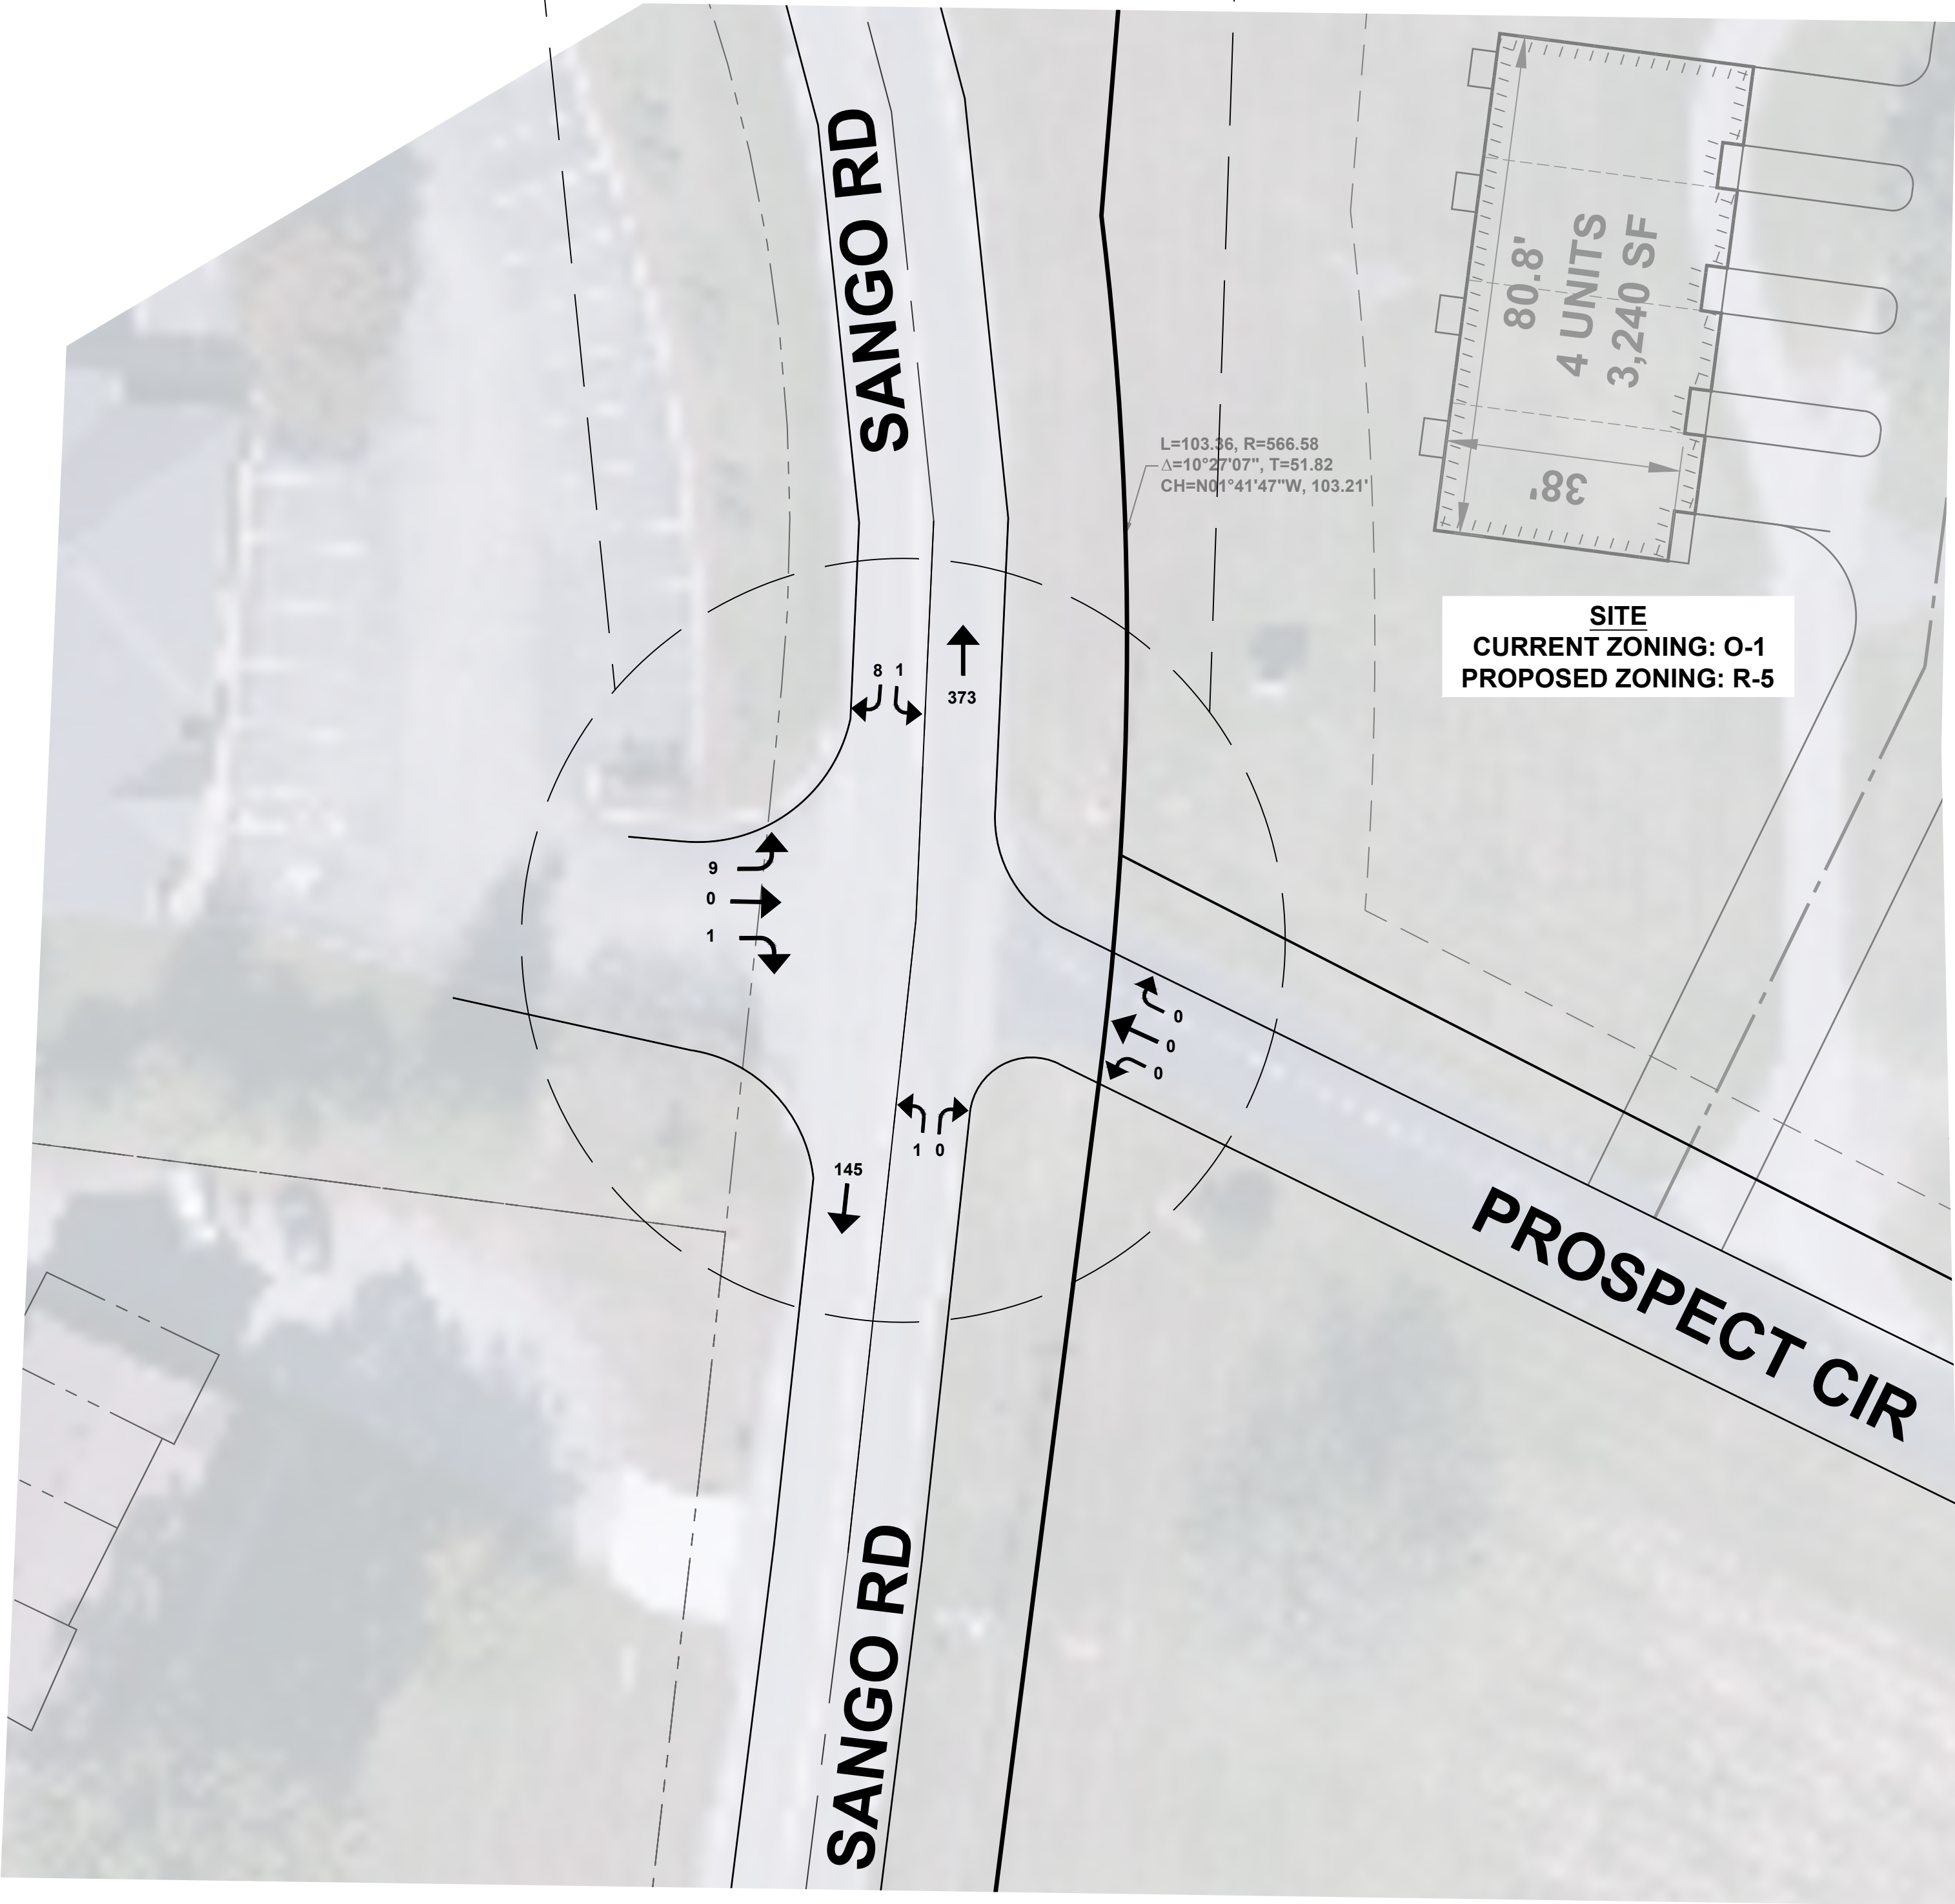 SANGO RD
80.8'
4 UNITS
3,240 SF
38'
L=103.36, R=566.58
Δ=10°27'07", T=51.82
CH=N01°41'47"W, 103.21'
SITE
CURRENT ZONING: O-1
PROPOSED ZONING: R-5
8 1
373
9
0
1
0
0
0
1 0
145
PROSPECT CIR
SANGO RD